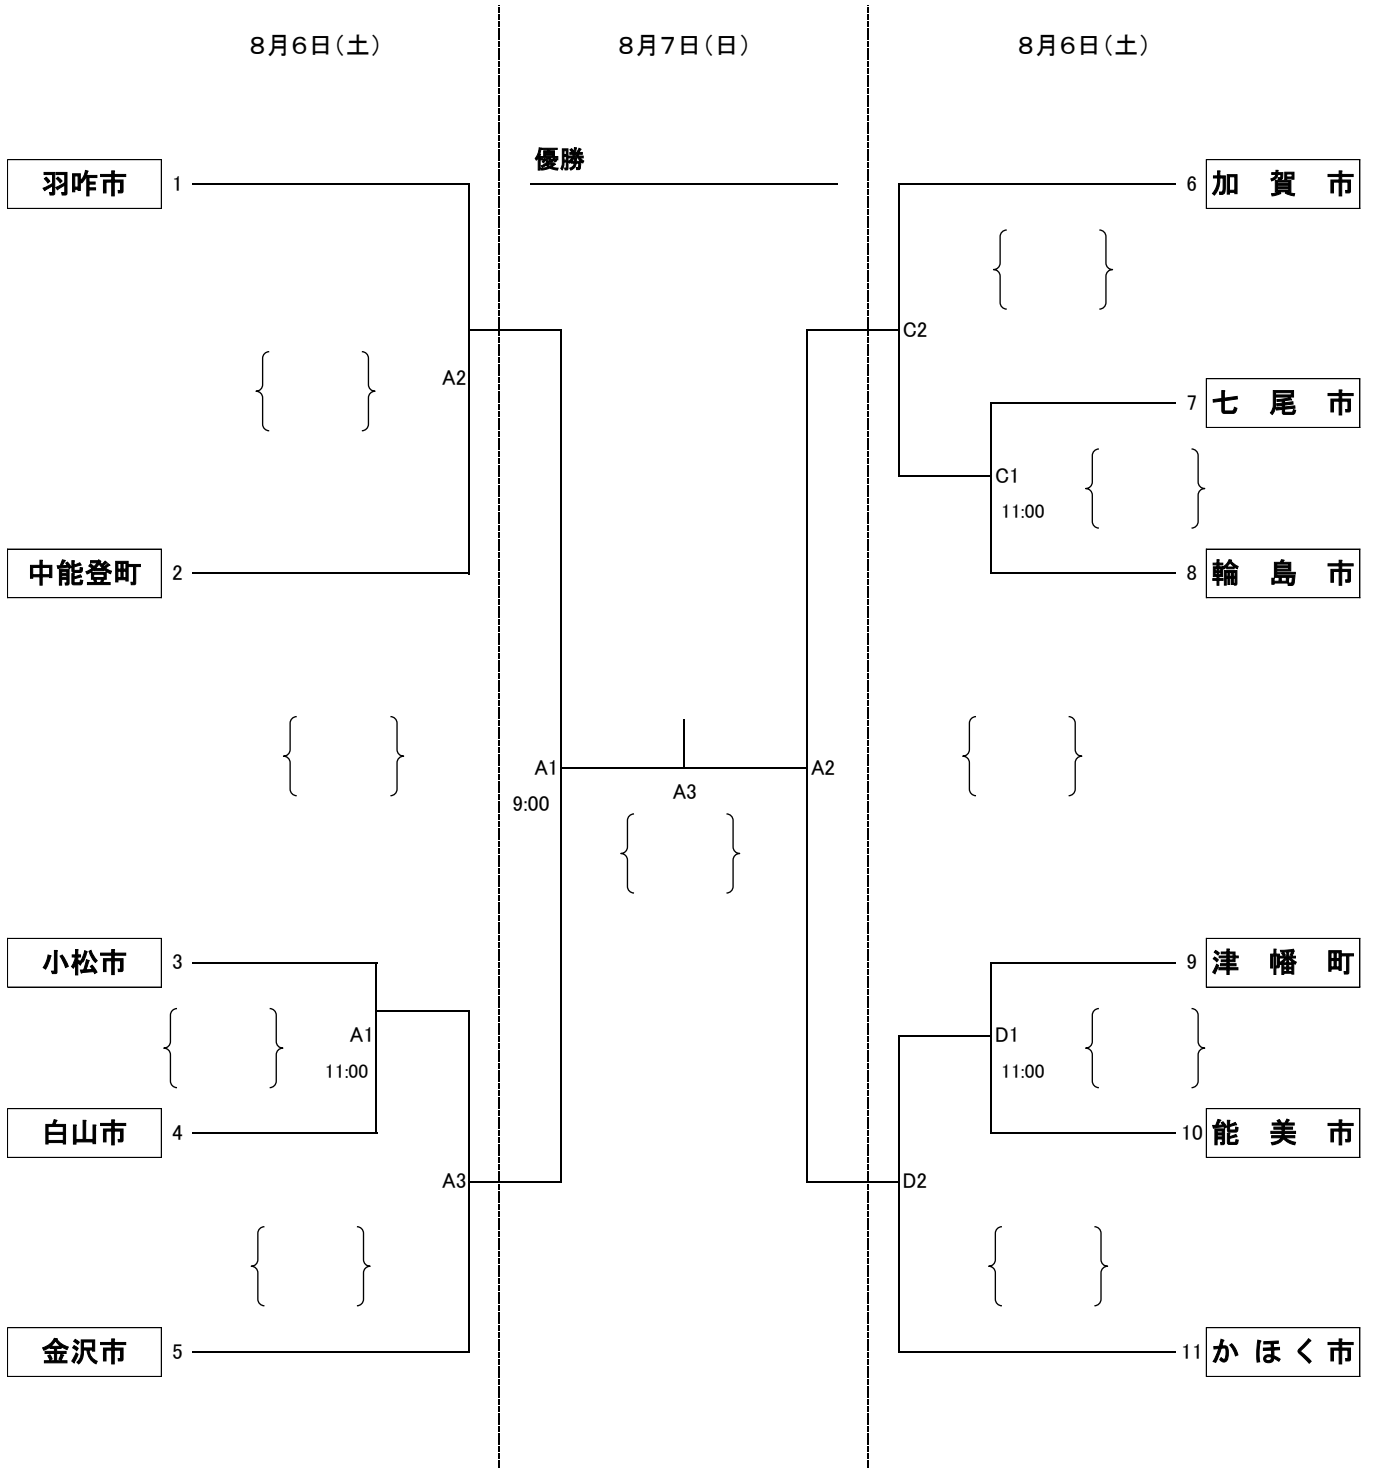 ８月６日（土）
８月７日（日）
８月６日（土）
優勝
羽咋市 1
6 加賀市
C2
A2
7 七尾市
C1
11:00
中能登町 2
8 輪島市
A1
A2
9:00
A3
小松市 3
9 津幡町
A1
D1
11:00
11:00
白山市 4
10 能美市
A3
D2
金沢市 5
11 かほく市